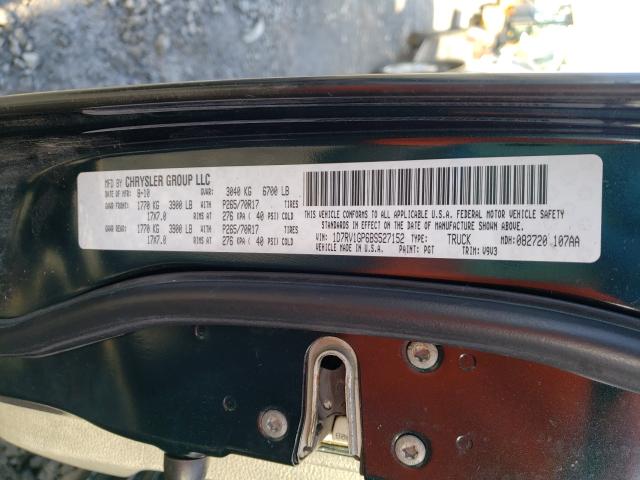 MFD BY CHRYSLER GROUP LLC
DATE OF MFR: 8-10 GVWR: 3040 KG 6700 LB
GAWR FRONT: 1770 KG 3900 LB WITH P265/70R17 TIRES
17X7.0 RIMS AT 276 KPA ( 40 PSI) COLD
GAWR REAR: 1770 KG 3900 LB WITH P265/70R17 TIRES
17X7.0 RIMS AT 276 KPA ( 40 PSI) COLD
THIS VEHICLE CONFORMS TO ALL APPLICABLE U.S.A. FEDERAL MOTOR VEHICLE SAFETY
STANDARDS IN EFFECT ON THE DATE OF MANUFACTURE SHOWN ABOVE.
VIN: 1D7RV1GP6BS527152 TYPE: TRUCK MDH: 082720 107AA
VEHICLE MADE IN U.S.A. PAINT: PGT TRIM: V9V3